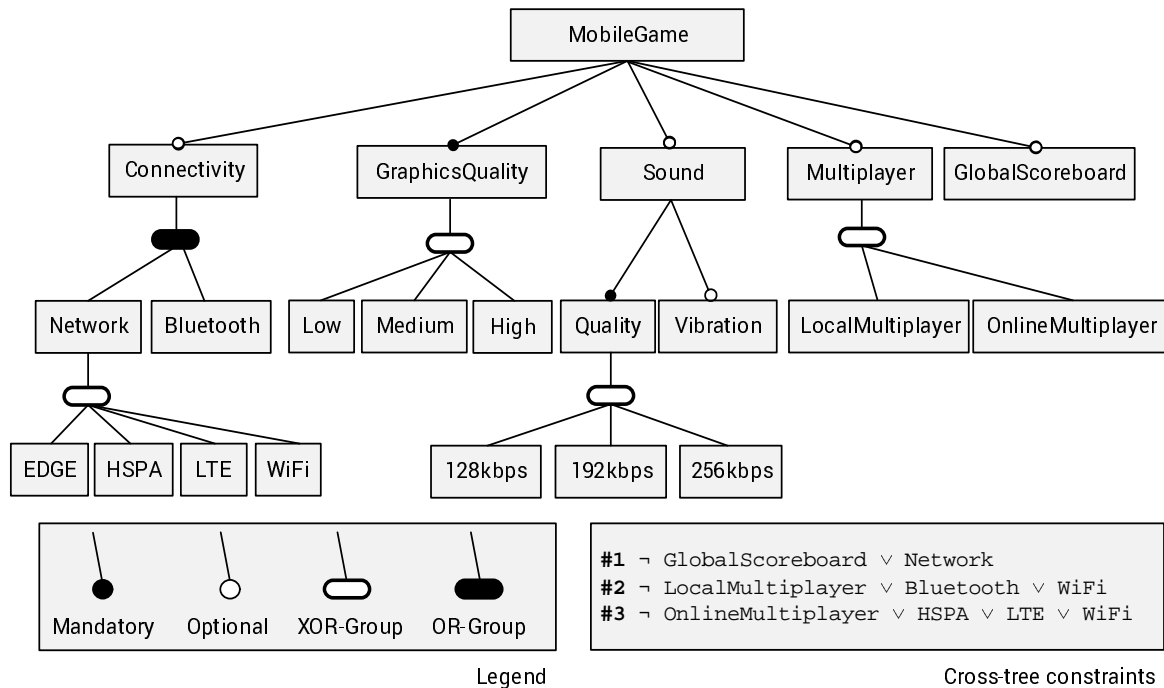 MobileGame
Connectivity
GraphicsQuality
Sound
Multiplayer
GlobalScoreboard
Network
Bluetooth
Low
Medium
High
Quality
Vibration
LocalMultiplayer
OnlineMultiplayer
EDGE
HSPA
LTE
WiFi
128kbps
192kbps
256kbps
Mandatory
Optional
XOR-Group
OR-Group
Legend
#1 ¬ GlobalScoreboard ∨ Network
#2 ¬ LocalMultiplayer ∨ Bluetooth ∨ WiFi
#3 ¬ OnlineMultiplayer ∨ HSPA ∨ LTE ∨ WiFi
Cross-tree constraints